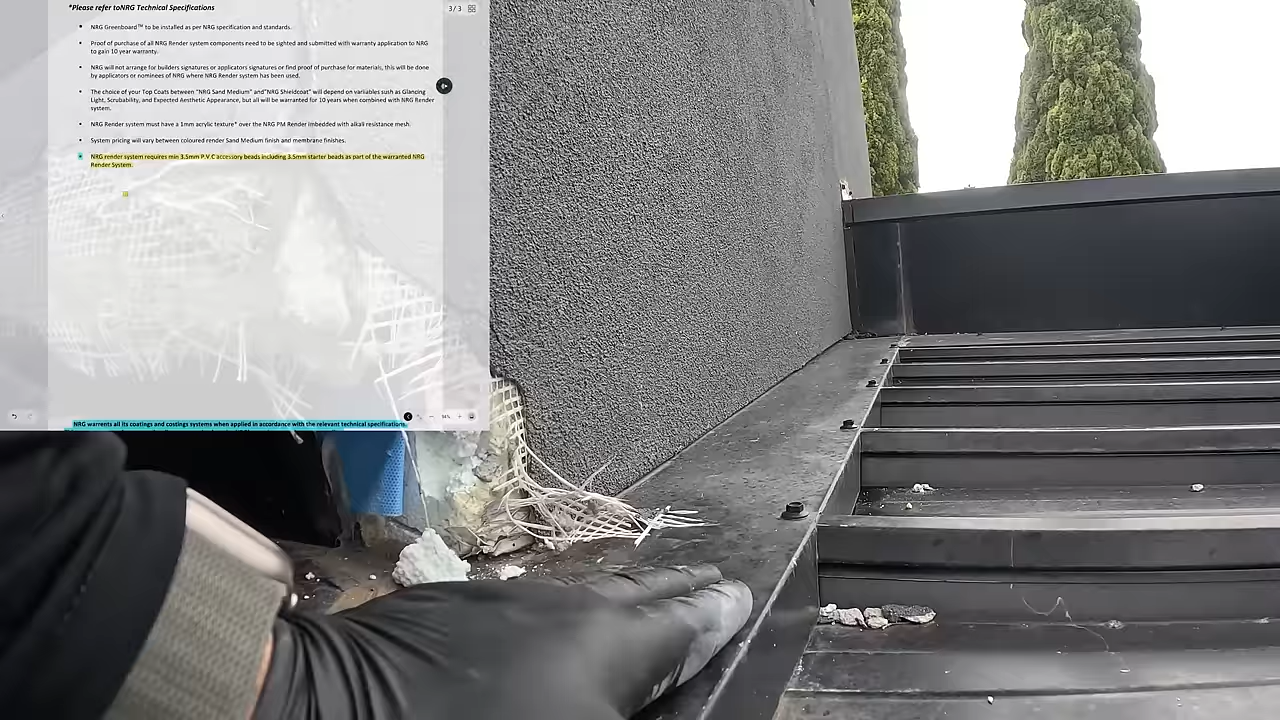 *Please refer toNRG Technical Specifications
3 / 3
NRG Greenboard™ to be installed as per NRG specification and standards.
Proof of purchase of all NRG Render system components need to be sighted and submitted with warranty application to NRG
to gain 10 year warranty.
NRG will not arrange for builders signatures or applicators signatures or find proof of purchase for materials, this will be done
by applicators or nominees of NRG where NRG Render system has been used.
The choice of your Top Coats between "NRG Sand Medium" and"NRG Shieldcoat" will depend on variables such as Glancing
Light, Scrubability, and Expected Aesthetic Appearance, but all will be warranted for 10 years when combined with NRG Render
system.
NRG Render system must have a 1mm acrylic texture* over the NRG PM Render imbedded with alkali resistance mesh.
System pricing will vary between coloured render Sand Medium finish and membrane finishes.
NRG render system requires min 3.5mm P.V.C accessory beads including 3.5mm starter beads as part of the warranted NRG
Render System.
NRG warrents all its coatings and costings systems when applied in accordance with the relevant technical specifications.